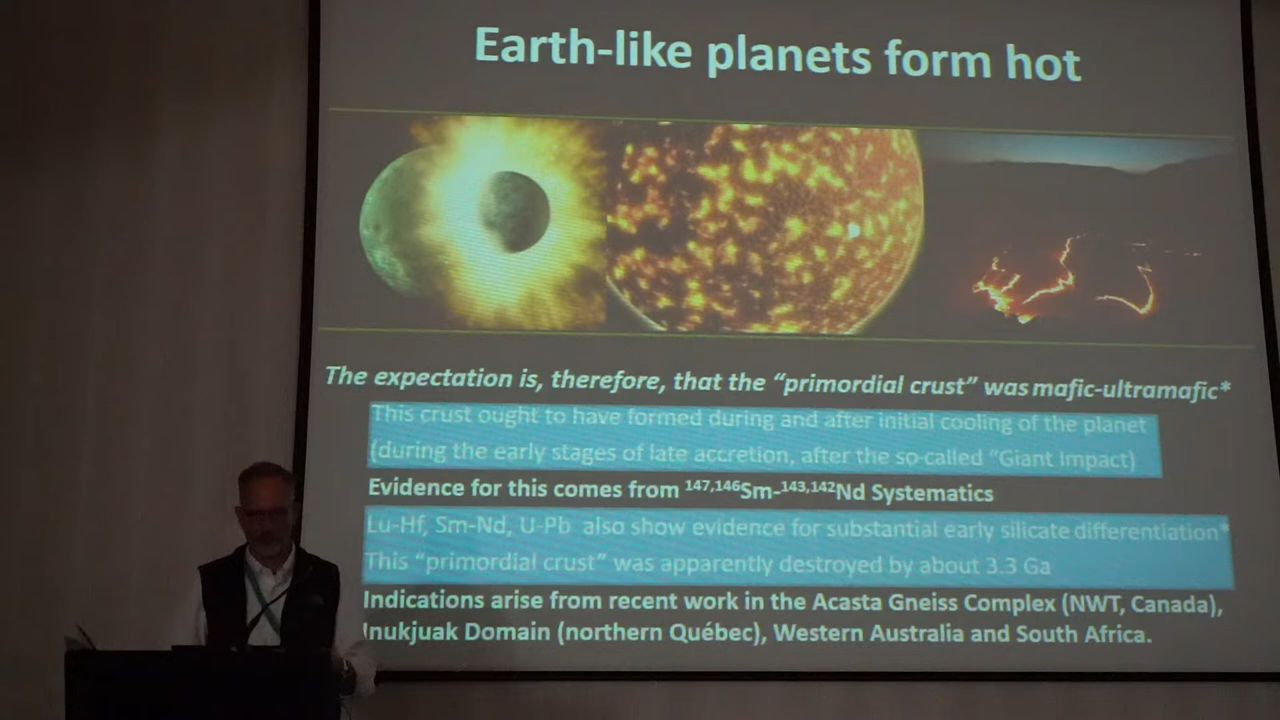 Earth-like planets form hot
The expectation is, therefore, that the “primordial crust” was mafic-ultramafic*
This crust ought to have formed during and after initial cooling of the planet
(during the early stages of late accretion, after the so-called “Giant Impact)
Evidence for this comes from ¹⁴⁷,¹⁴⁶Sm-¹⁴³,¹⁴²Nd Systematics
Lu-Hf, Sm-Nd, U-Pb also show evidence for substantial early silicate differentiation*
This “primordial crust” was apparently destroyed by about 3.3 Ga
Indications arise from recent work in the Acasta Gneiss Complex (NWT, Canada),
Inukjuak Domain (northern Québec), Western Australia and South Africa.